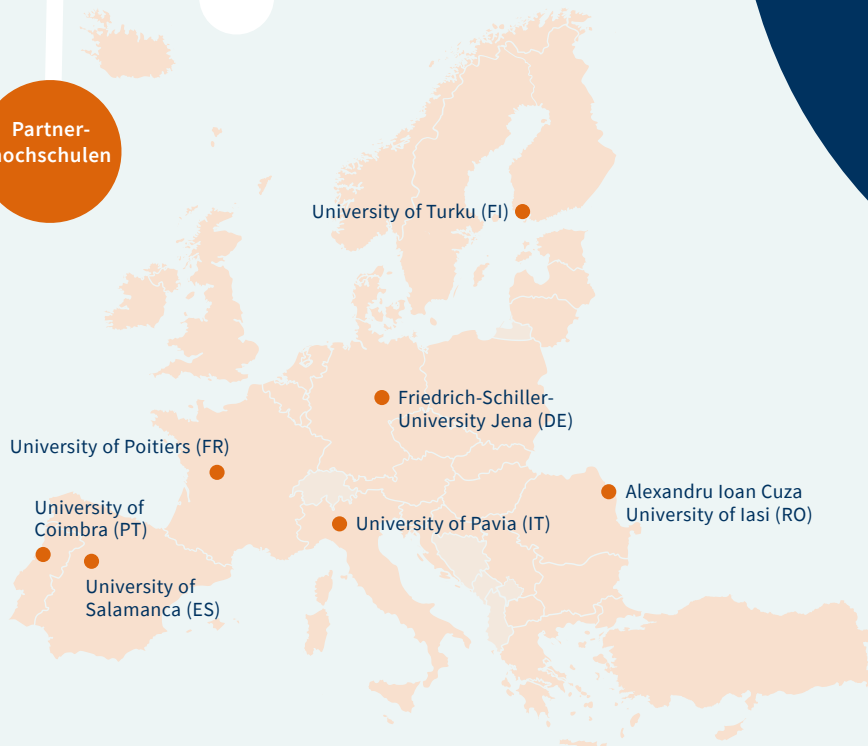 Partner-
hochschulen
University of Turku (FI)
Friedrich-Schiller-
University Jena (DE)
University of Poitiers (FR)
Alexandru Ioan Cuza
University of Iasi (RO)
University of
Coimbra (PT)
University of Pavia (IT)
University of
Salamanca (ES)